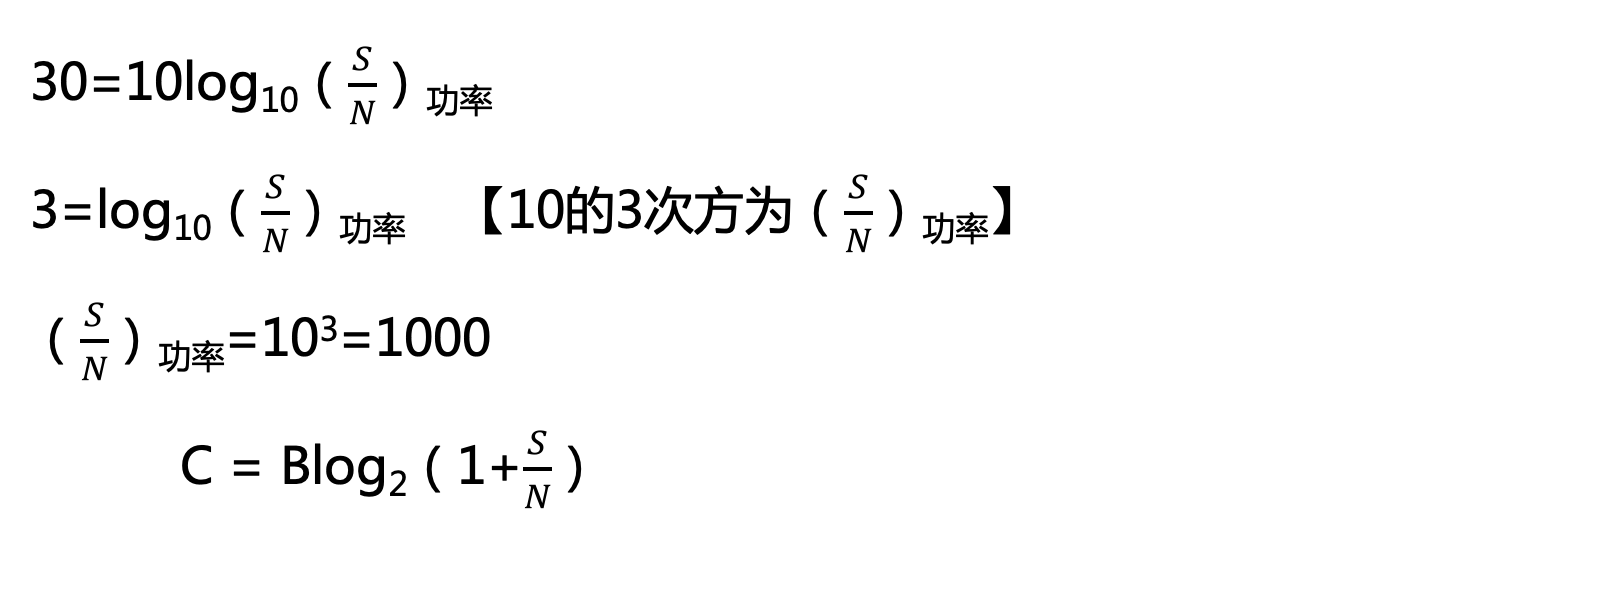 30=10log₁₀（S/N）功率
3=log₁₀（S/N）功率 【10的3次方为（S/N）功率】
（S/N）功率=10³=1000
C = Blog₂（1+S/N）